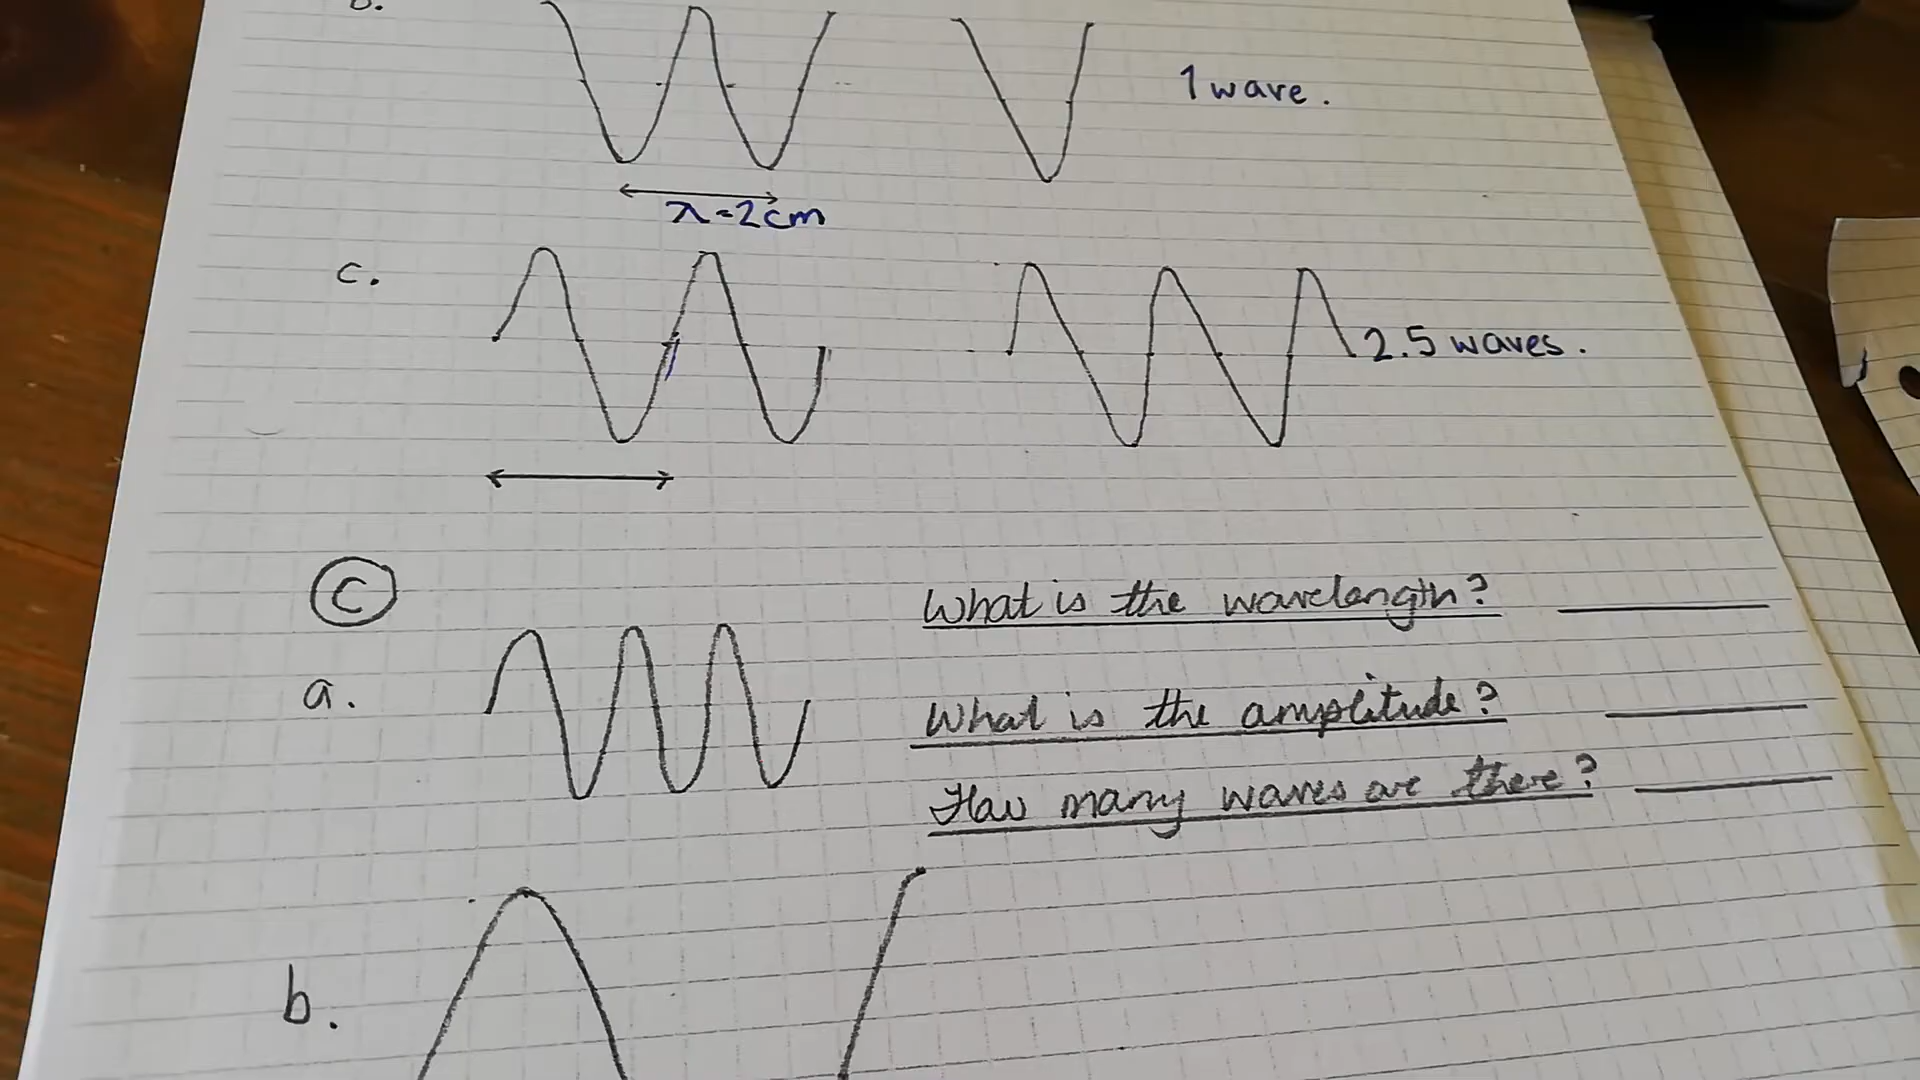 b.
1 wave.
λ=2cm
c.
2.5 waves.
C
What is the wavelength?
a.
What is the amplitude?
How many waves are there?
b.